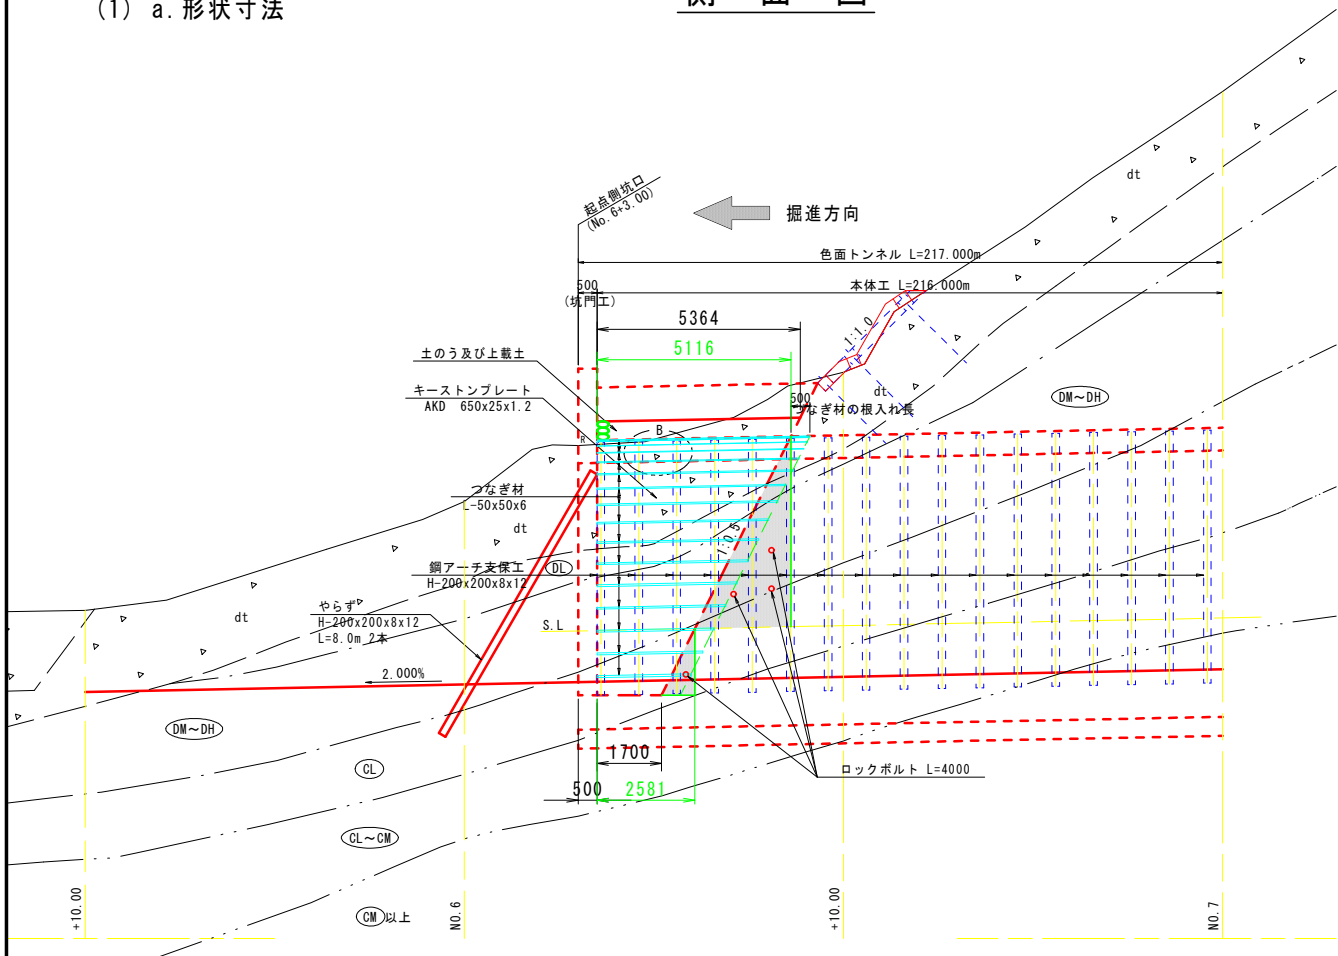 (1) a.形状寸法
側 面 図
dt
起点側坑口
(No.6+3.00)
掘進方向
色面トンネル L=217.000m
500
(坑門工)
本体工 L=216.000m
5364
1:1.0
5116
土のう及び上載土
キーストンプレート
AKD 650x25x1.2
dt
500
つなぎ材の根入れ長
DM~DH
R
B
つなぎ材
L-50x50x6
dt
1:0.5
鋼アーチ支保工
H-200x200x8x12
DL
やらず
H-200x200x8x12
L=8.0m 2本
dt
S.L
2.000%
DM~DH
1700
ロックボルト L=4000
CL
500
2581
CL~CM
CM以上
+10.00
NO.6
+10.00
NO.7